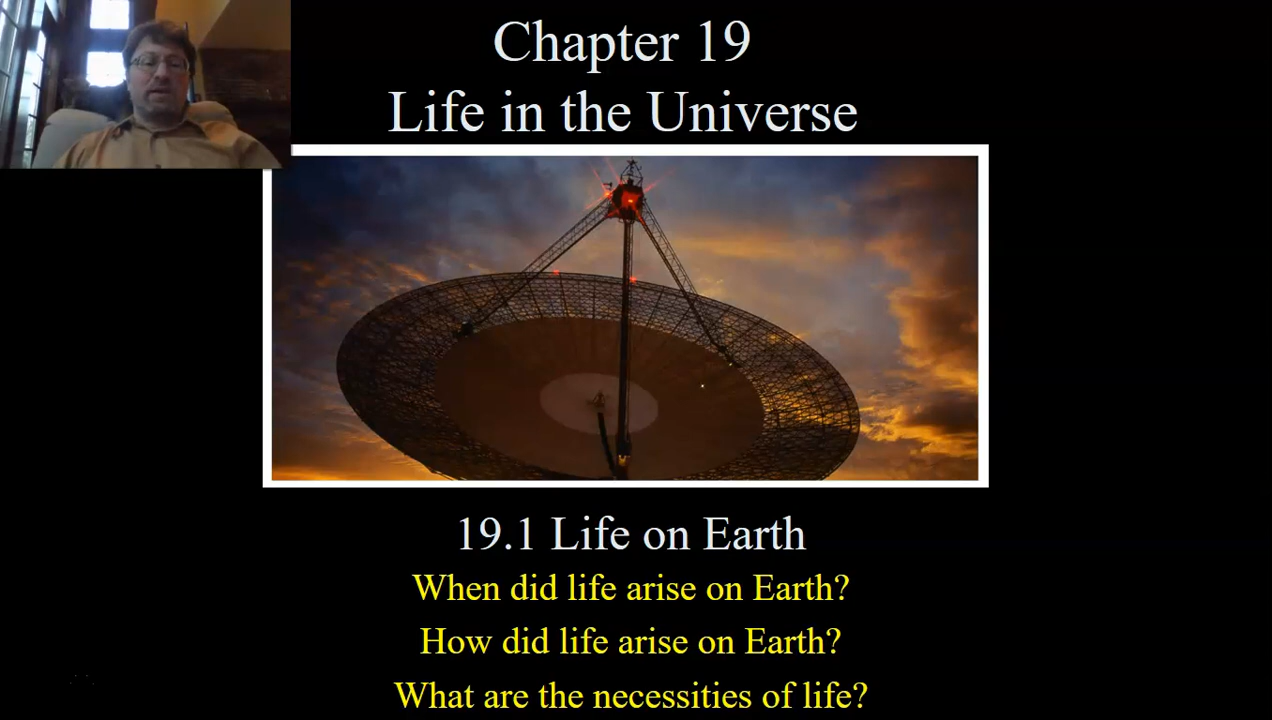 Chapter 19
Life in the Universe
19.1 Life on Earth
When did life arise on Earth?
How did life arise on Earth?
What are the necessities of life?